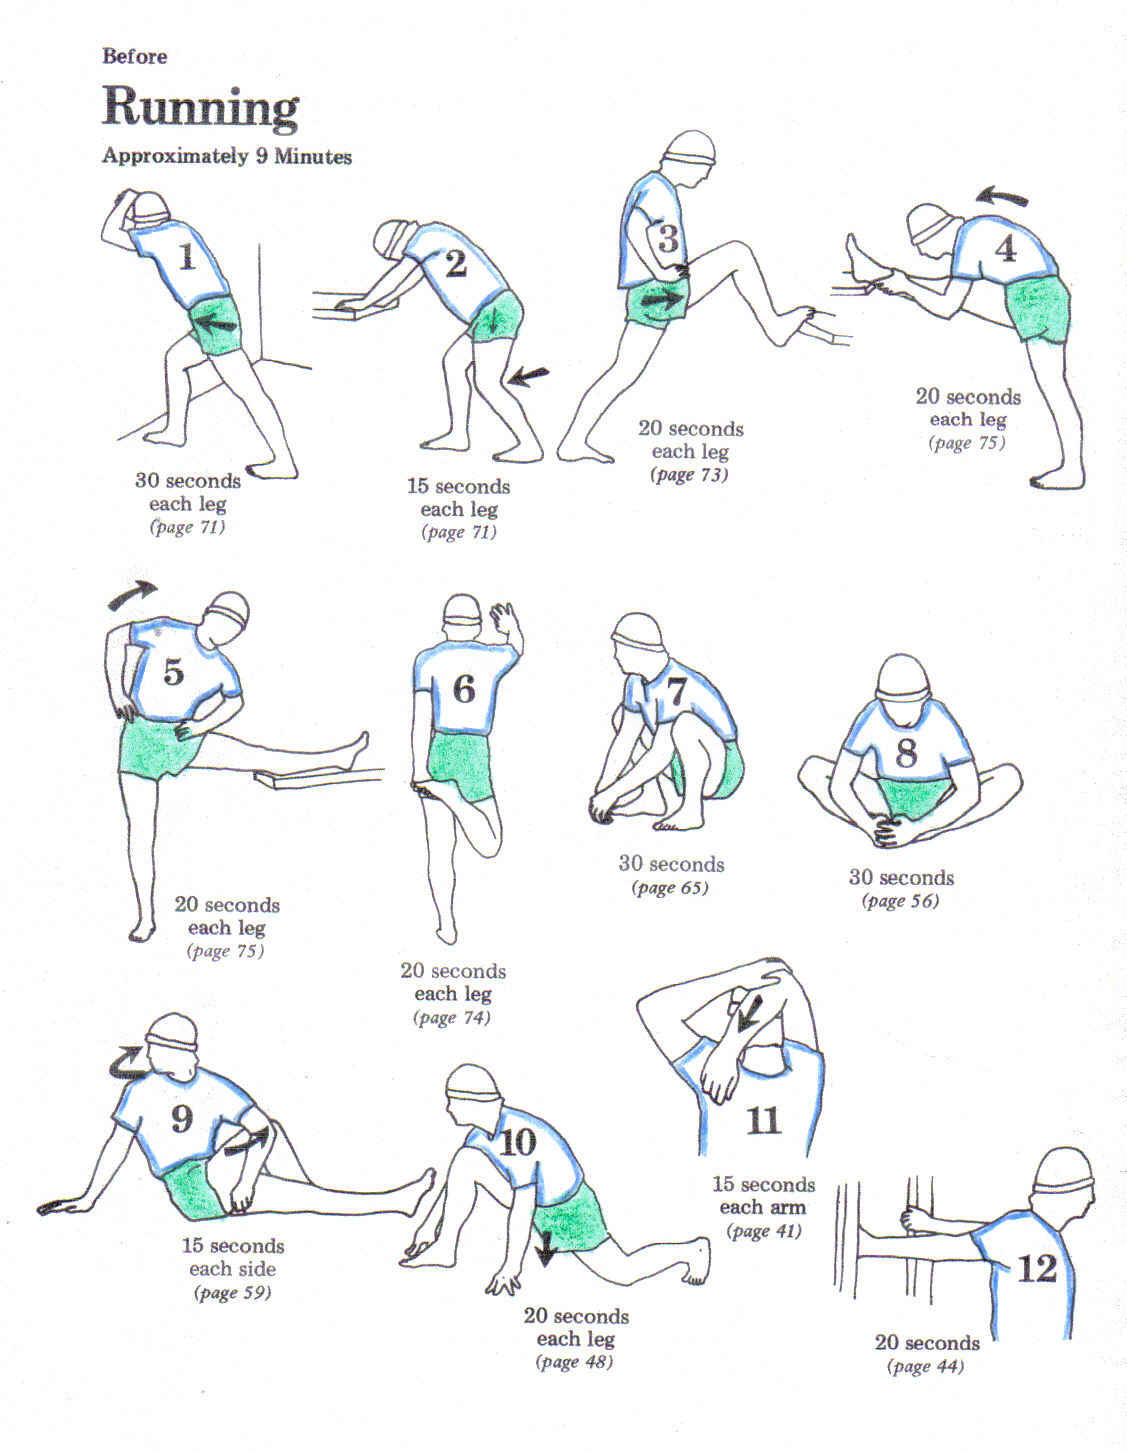 Before
Running
Approximately 9 Minutes
1
30 seconds
each leg
(page 71)
2
15 seconds
each leg
(page 71)
3
20 seconds
each leg
(page 73)
4
20 seconds
each leg
(page 75)
5
20 seconds
each leg
(page 75)
6
20 seconds
each leg
(page 74)
7
30 seconds
(page 65)
8
30 seconds
(page 56)
9
15 seconds
each side
(page 59)
10
20 seconds
each leg
(page 48)
11
15 seconds
each arm
(page 41)
12
20 seconds
(page 44)